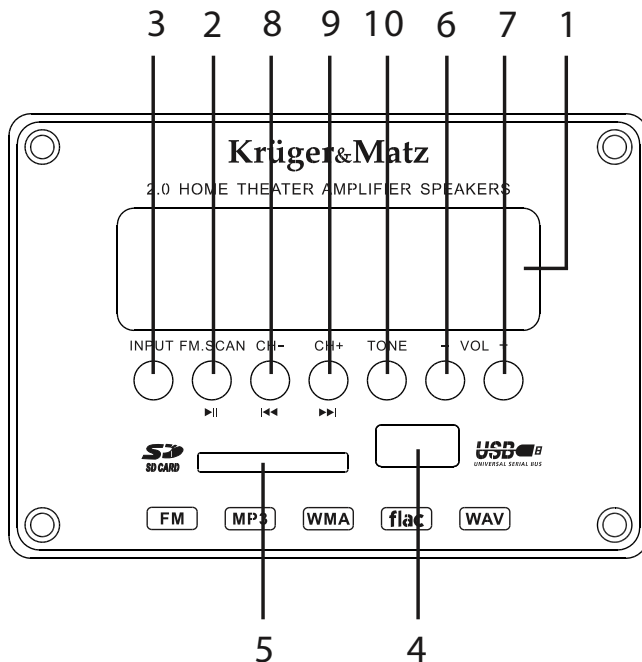 3 2 8 9 10 6 7 1
Krüger&Matz
2.0 HOME THEATER AMPLIFIER SPEAKERS
INPUT FM.SCAN CH- CH+ TONE - VOL +
SD
SD CARD
USB
UNIVERSAL SERIAL BUS
FM MP3 WMA flac WAV
5 4